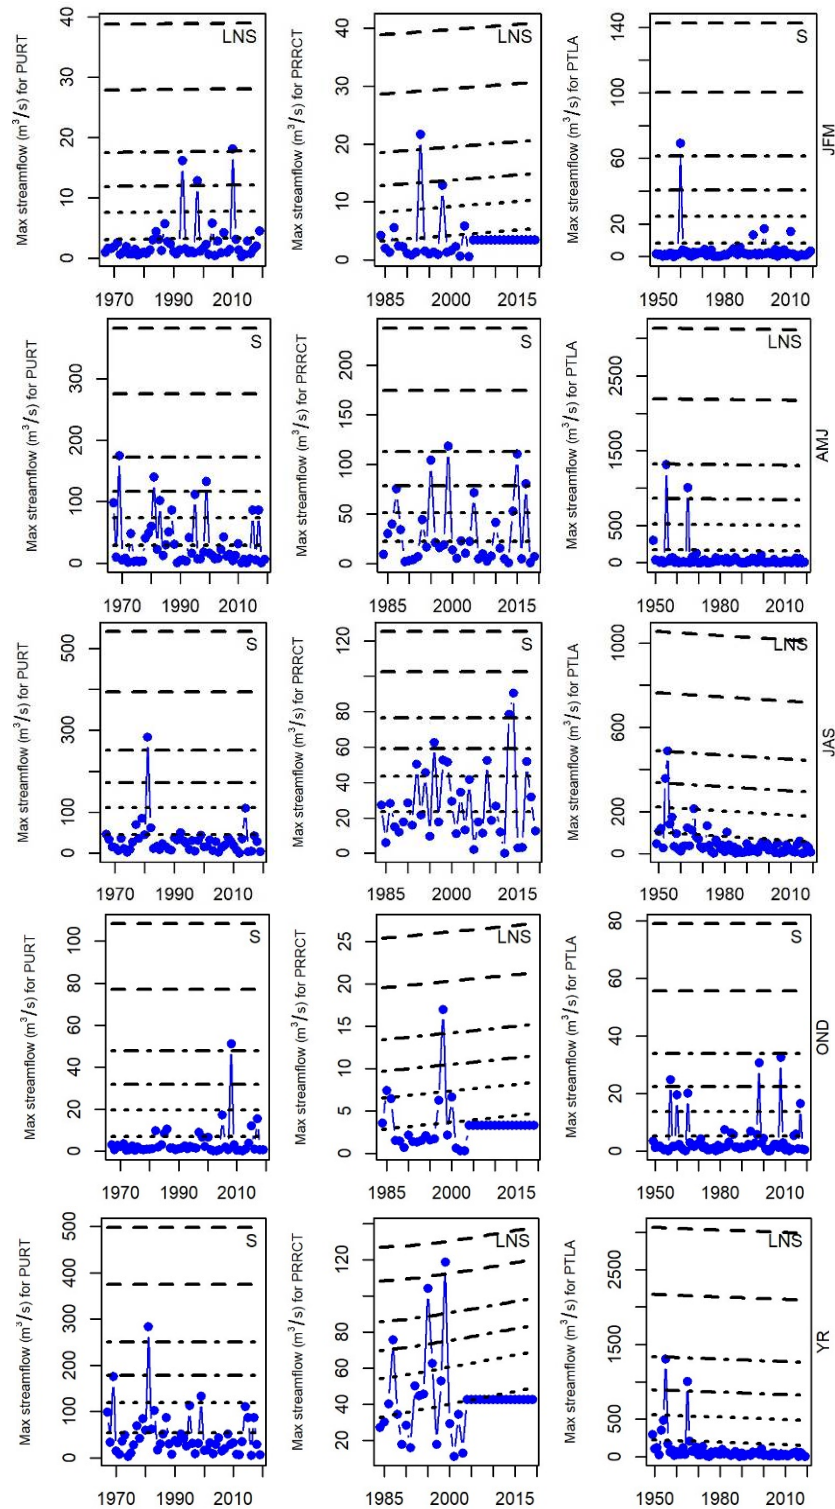 Max streamflow (m³/s) for PURT
0 10 20 30 40
LNS
1970 1990 2010
Max streamflow (m³/s) for PRRCT
0 10 20 30 40
LNS
1985 2000 2015
Max streamflow (m³/s) for PTLA
0 20 60 100 140
S
1950 1980 2010
JFM
Max streamflow (m³/s) for PURT
0 100 200 300
S
1970 1990 2010
Max streamflow (m³/s) for PRRCT
0 50 100 150 200
S
1985 2000 2015
Max streamflow (m³/s) for PTLA
0 500 1500 2500
LNS
1950 1980 2010
AMJ
Max streamflow (m³/s) for PURT
0 100 200 300 500
S
1970 1990 2010
Max streamflow (m³/s) for PRRCT
0 20 40 60 80 120
S
1985 2000 2015
Max streamflow (m³/s) for PTLA
0 200 400 600 1000
LNS
1950 1980 2010
JAS
Max streamflow (m³/s) for PURT
0 20 40 60 80 100
S
1970 1990 2010
Max streamflow (m³/s) for PRRCT
0 5 10 15 20 25
LNS
1985 2000 2015
Max streamflow (m³/s) for PTLA
0 20 40 60 80
S
1950 1980 2010
OND
Max streamflow (m³/s) for PURT
0 100 200 300 400 500
S
1970 1990 2010
Max streamflow (m³/s) for PRRCT
20 40 60 80 120
LNS
1985 2000 2015
Max streamflow (m³/s) for PTLA
0 500 1500 2500
LNS
1950 1980 2010
YR